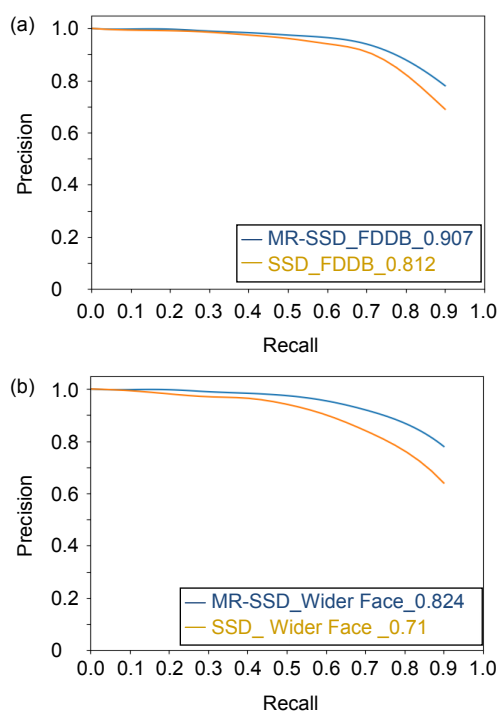 (a)
1.0
0.8
0.6
0.4
0.2
0
Precision
MR-SSD_FDDB_0.907
SSD_FDDB_0.812
0.0 0.1 0.2 0.3 0.4 0.5 0.6 0.7 0.8 0.9 1.0
Recall
(b)
1.0
0.8
0.6
0.4
0.2
0
Precision
MR-SSD_Wider Face_0.824
SSD_ Wider Face _0.71
0.0 0.1 0.2 0.3 0.4 0.5 0.6 0.7 0.8 0.9 1.0
Recall